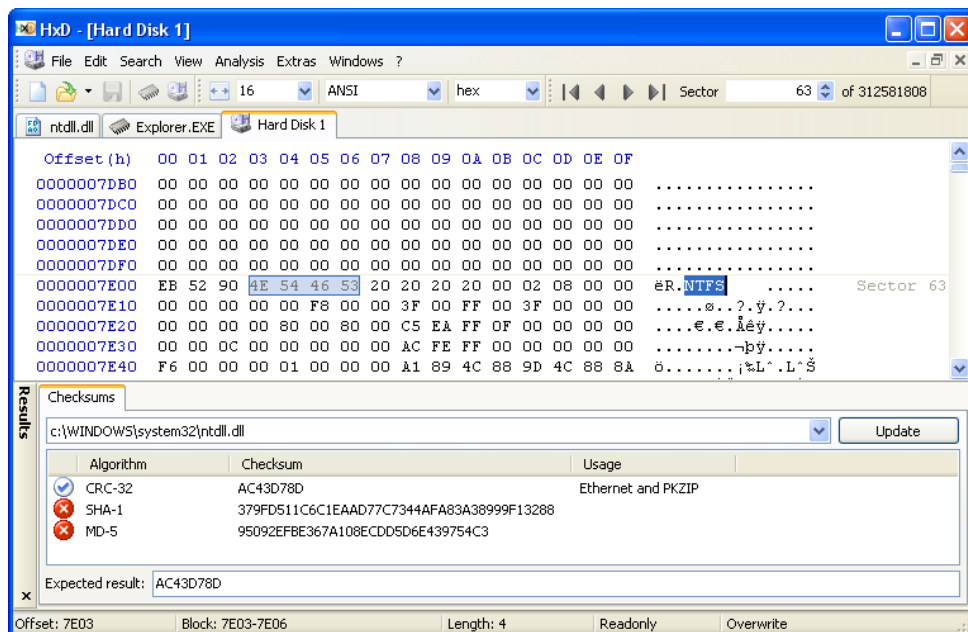 HxD - [Hard Disk 1]
File Edit Search View Analysis Extras Windows ?
16 ANSI hex Sector 63 of 312581808
ntdll.dll Explorer.EXE Hard Disk 1
Offset(h) 00 01 02 03 04 05 06 07 08 09 0A 0B 0C 0D 0E 0F
0000007DB0 00 00 00 00 00 00 00 00 00 00 00 00 00 00 00 00 ................
0000007DC0 00 00 00 00 00 00 00 00 00 00 00 00 00 00 00 00 ................
0000007DD0 00 00 00 00 00 00 00 00 00 00 00 00 00 00 00 00 ................
0000007DE0 00 00 00 00 00 00 00 00 00 00 00 00 00 00 00 00 ................
0000007DF0 00 00 00 00 00 00 00 00 00 00 00 00 00 00 00 00 ................
0000007E00 EB 52 90 4E 54 46 53 20 20 20 20 00 02 08 00 00 ëR.NTFS    ..... Sector 63
0000007E10 00 00 00 00 00 F8 00 00 3F 00 FF 00 3F 00 00 00 .....ø..?.ÿ.?...
0000007E20 00 00 00 00 80 00 80 00 C5 EA FF 0F 00 00 00 00 ....€.€.Åêÿ.....
0000007E30 00 00 0C 00 00 00 00 00 AC FE FF 00 00 00 00 00 ........¬þÿ.....
0000007E40 F6 00 00 00 01 00 00 00 A1 89 4C 88 9D 4C 88 8A ö.......¡‰Lˆ.LˆŠ
Results
Checksums
c:\WINDOWS\system32\ntdll.dll Update
Algorithm Checksum Usage
CRC-32 AC43D78D Ethernet and PKZIP
SHA-1 379FD511C6C1EAAD77C7344AFA83A38999F13288
MD-5 95092EFBE367A108ECDD5D6E439754C3
Expected result: AC43D78D
Offset: 7E03 Block: 7E03-7E06 Length: 4 Readonly Overwrite